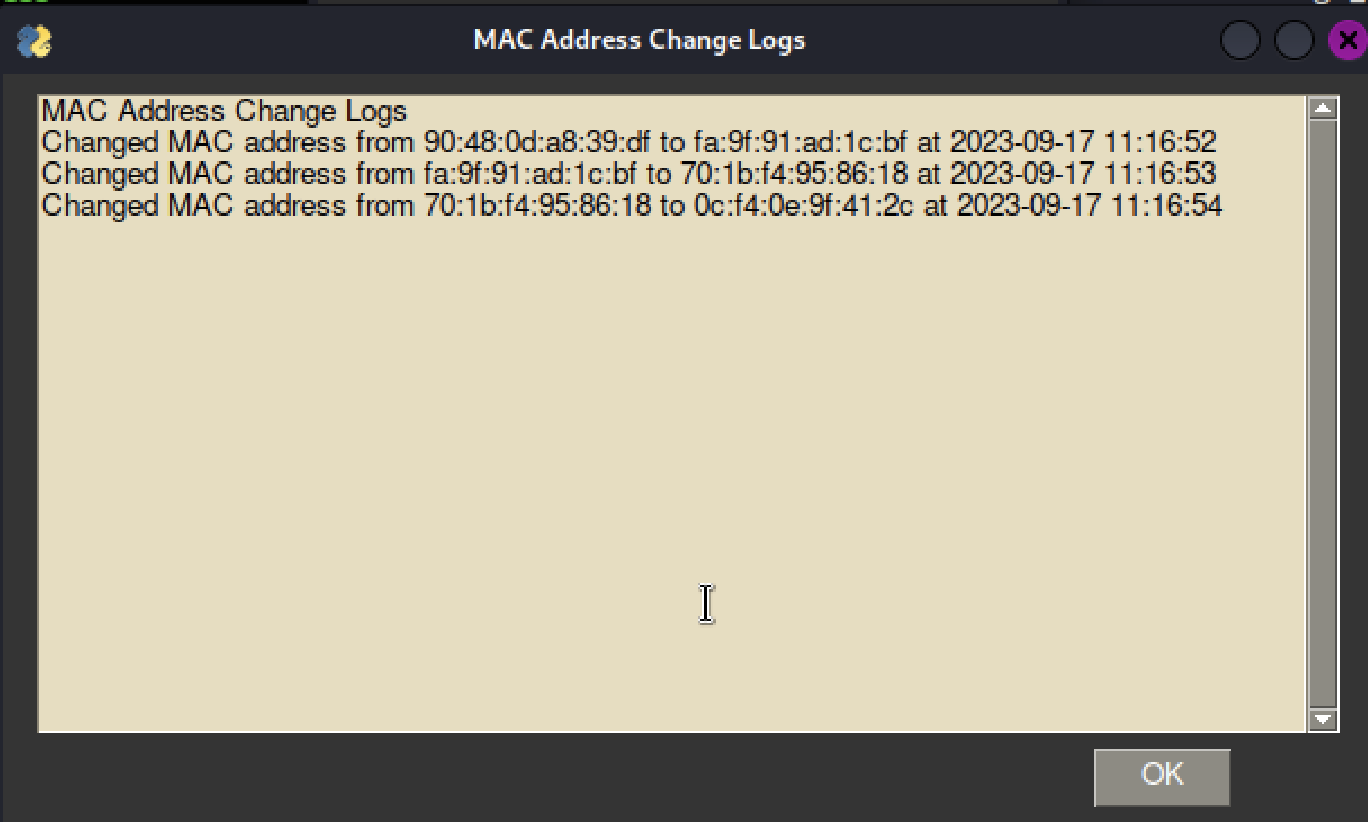 MAC Address Change Logs
MAC Address Change Logs
Changed MAC address from 90:48:0d:a8:39:df to fa:9f:91:ad:1c:bf at 2023-09-17 11:16:52
Changed MAC address from fa:9f:91:ad:1c:bf to 70:1b:f4:95:86:18 at 2023-09-17 11:16:53
Changed MAC address from 70:1b:f4:95:86:18 to 0c:f4:0e:9f:41:2c at 2023-09-17 11:16:54
OK